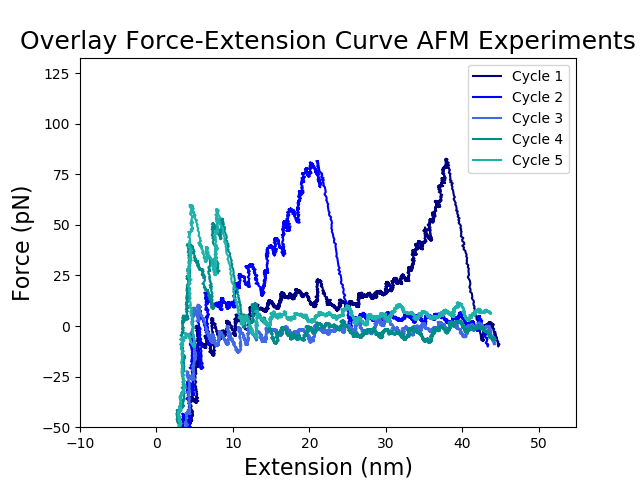 Overlay Force-Extension Curve AFM Experiments
Force (pN)
125
100
75
50
25
0
−25
−50
−10
0
10
20
30
40
50
Extension (nm)
Cycle 1
Cycle 2
Cycle 3
Cycle 4
Cycle 5